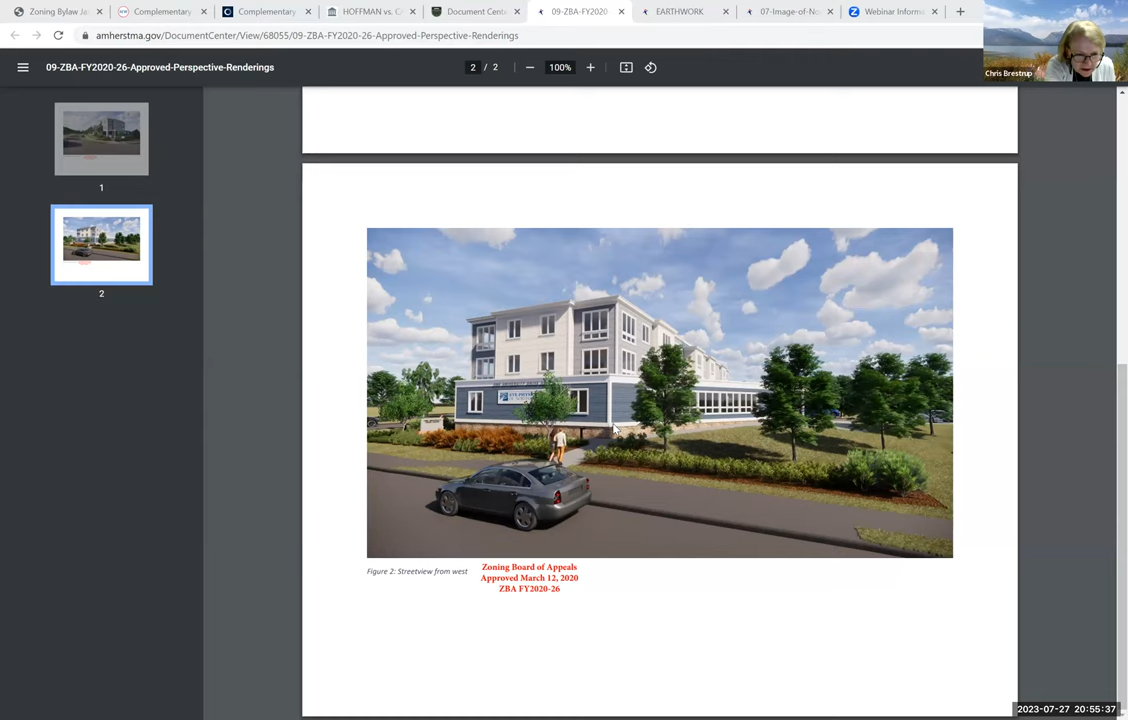 Zoning Bylaw Ja
Complementary
Complementary
HOFFMAN vs. C
Document Cent
09-ZBA-FY2020
EARTHWORK
07-Image-of-No
Webinar Informa
amherstma.gov/DocumentCenter/View/68055/09-ZBA-FY2020-26-Approved-Perspective-Renderings
09-ZBA-FY2020-26-Approved-Perspective-Renderings
2 / 2
100%
Chris Brestrup
1
2
Figure 2: Streetview from west
Zoning Board of Appeals
Approved March 12, 2020
ZBA FY2020-26
2023-07-27 20:55:37